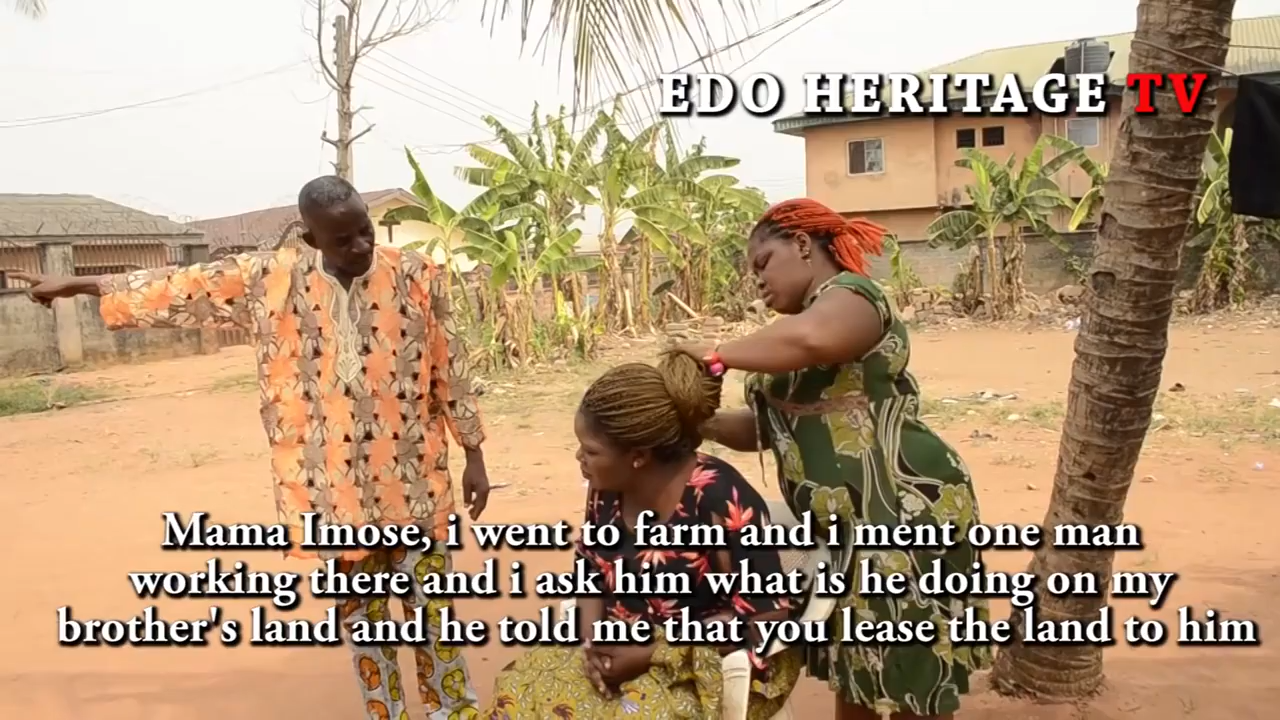 EDO HERITAGE TV
Mama Imose, i went to farm and i ment one man
working there and i ask him what is he doing on my
brother's land and he told me that you lease the land to him